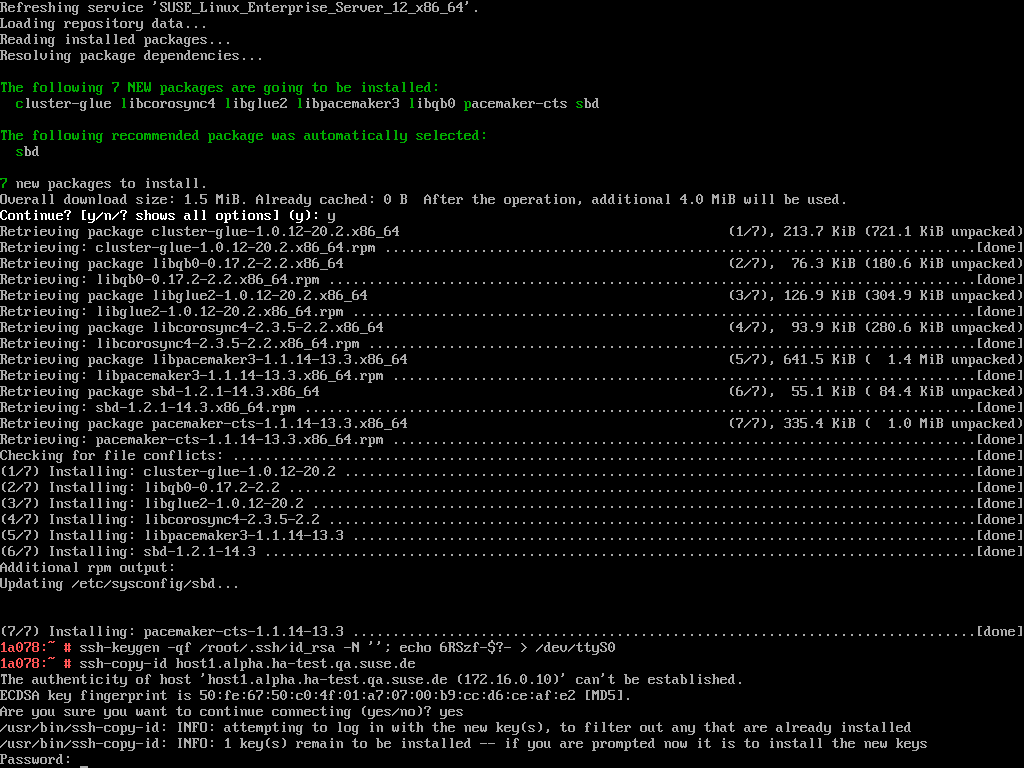 Refreshing service 'SUSE_Linux_Enterprise_Server_12_x86_64'.
Loading repository data...
Reading installed packages...
Resolving package dependencies...
The following 7 NEW packages are going to be installed:
cluster-glue libcorosync4 libglue2 libpacemaker3 libqb0 pacemaker-cts sbd
The following recommended package was automatically selected:
sbd
7 new packages to install.
Overall download size: 1.5 MiB. Already cached: 0 B  After the operation, additional 4.0 MiB will be used.
Continue? [y/n/? shows all options] (y): y
Retrieving package cluster-glue-1.0.12-20.2.x86_64 (1/7), 213.7 KiB (721.1 KiB unpacked)
Retrieving: cluster-glue-1.0.12-20.2.x86_64.rpm ..........................................................................[done]
Retrieving package libqb0-0.17.2-2.2.x86_64 (2/7),  76.3 KiB (180.6 KiB unpacked)
Retrieving: libqb0-0.17.2-2.2.x86_64.rpm .................................................................................[done]
Retrieving package libglue2-1.0.12-20.2.x86_64 (3/7), 126.9 KiB (304.9 KiB unpacked)
Retrieving: libglue2-1.0.12-20.2.x86_64.rpm ..............................................................................[done]
Retrieving package libcorosync4-2.3.5-2.2.x86_64 (4/7),  93.9 KiB (280.6 KiB unpacked)
Retrieving: libcorosync4-2.3.5-2.2.x86_64.rpm ............................................................................[done]
Retrieving package libpacemaker3-1.1.14-13.3.x86_64 (5/7), 641.5 KiB (  1.4 MiB unpacked)
Retrieving: libpacemaker3-1.1.14-13.3.x86_64.rpm .........................................................................[done]
Retrieving package sbd-1.2.1-14.3.x86_64 (6/7),  55.1 KiB ( 84.4 KiB unpacked)
Retrieving: sbd-1.2.1-14.3.x86_64.rpm ....................................................................................[done]
Retrieving package pacemaker-cts-1.1.14-13.3.x86_64 (7/7), 335.4 KiB (  1.0 MiB unpacked)
Retrieving: pacemaker-cts-1.1.14-13.3.x86_64.rpm .........................................................................[done]
Checking for file conflicts: .............................................................................................[done]
(1/7) Installing: cluster-glue-1.0.12-20.2 ...............................................................................[done]
(2/7) Installing: libqb0-0.17.2-2.2 ......................................................................................[done]
(3/7) Installing: libglue2-1.0.12-20.2 ...................................................................................[done]
(4/7) Installing: libcorosync4-2.3.5-2.2 .................................................................................[done]
(5/7) Installing: libpacemaker3-1.1.14-13.3 ..............................................................................[done]
(6/7) Installing: sbd-1.2.1-14.3 .........................................................................................[done]
Additional rpm output:
Updating /etc/sysconfig/sbd...
(7/7) Installing: pacemaker-cts-1.1.14-13.3 ..............................................................................[done]
1a078:~ # ssh-keygen -qf /root/.ssh/id_rsa -N ''; echo 6RSzf-$?- > /dev/ttyS0
1a078:~ # ssh-copy-id host1.alpha.ha-test.qa.suse.de
The authenticity of host 'host1.alpha.ha-test.qa.suse.de (172.16.0.10)' can't be established.
ECDSA key fingerprint is 50:fe:67:50:c0:4f:01:a7:07:00:b9:cc:d6:ce:af:e2 [MD5].
Are you sure you want to continue connecting (yes/no)? yes
/usr/bin/ssh-copy-id: INFO: attempting to log in with the new key(s), to filter out any that are already installed
/usr/bin/ssh-copy-id: INFO: 1 key(s) remain to be installed -- if you are prompted now it is to install the new keys
Password: _